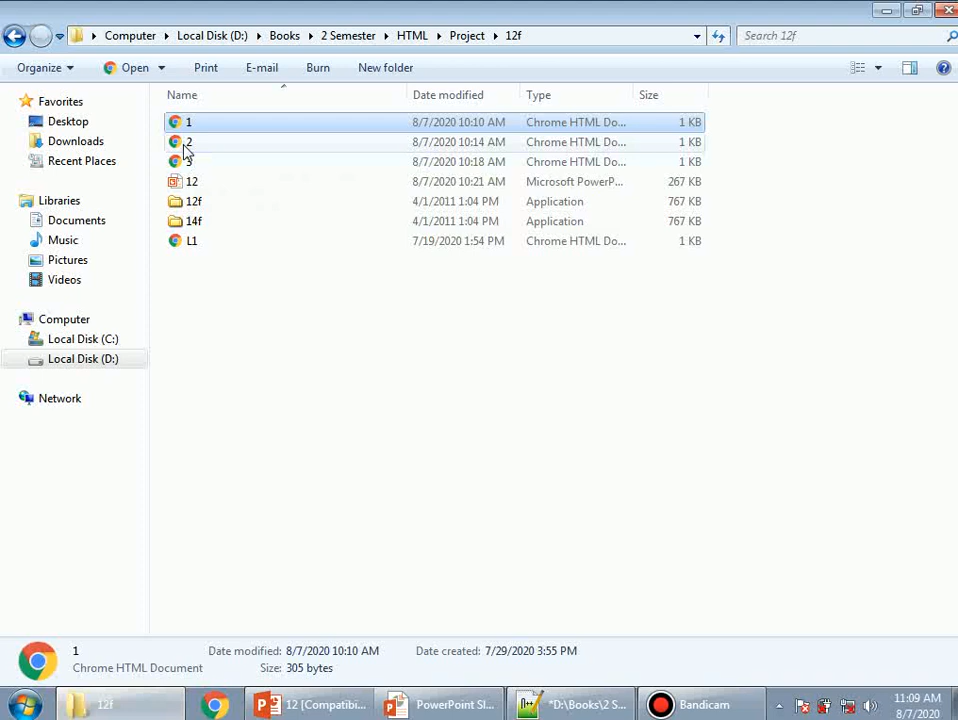 Computer Local Disk (D:) Books 2 Semester HTML Project 12f Search 12f
Organize Open Print E-mail Burn New folder
Name Date modified Type Size
Favorites
Desktop
Downloads
Recent Places
Libraries
Documents
Music
Pictures
Videos
Computer
Local Disk (C:)
Local Disk (D:)
Network
1 8/7/2020 10:10 AM Chrome HTML Do... 1 KB
2 8/7/2020 10:14 AM Chrome HTML Do... 1 KB
3 8/7/2020 10:18 AM Chrome HTML Do... 1 KB
12 8/7/2020 10:21 AM Microsoft PowerP... 267 KB
12f 4/1/2011 1:04 PM Application 767 KB
14f 4/1/2011 1:04 PM Application 767 KB
L1 7/19/2020 1:54 PM Chrome HTML Do... 1 KB
1 Date modified: 8/7/2020 10:10 AM Date created: 7/29/2020 3:55 PM
Chrome HTML Document Size: 305 bytes
12f 12 [Compatibi... PowerPoint Sl... *D:\Books\2 S... Bandicam 11:09 AM
8/7/2020